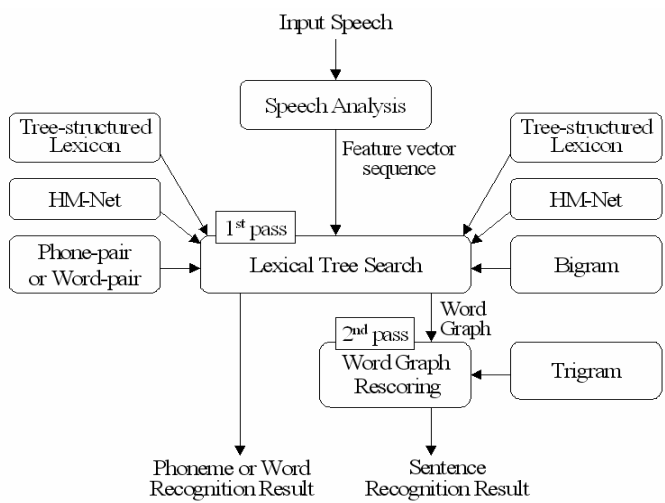 Input Speech
Speech Analysis
Tree-structured
Lexicon
Tree-structured
Lexicon
Feature vector
sequence
HM-Net
HM-Net
1st pass
Phone-pair
or Word-pair
Lexical Tree Search
Bigram
Word
Graph
2nd pass
Word Graph
Rescoring
Trigram
Phoneme or Word
Recognition Result
Sentence
Recognition Result